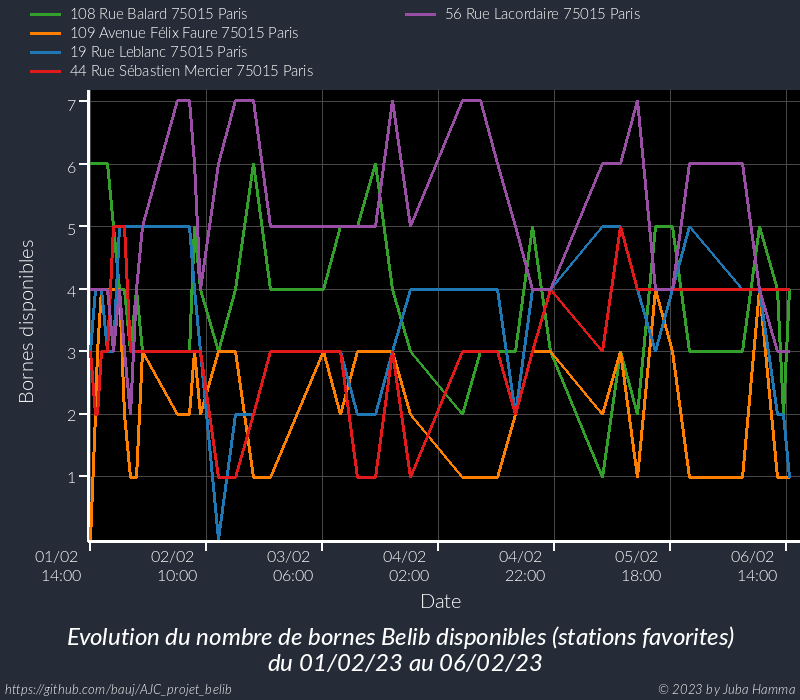 108 Rue Balard 75015 Paris
56 Rue Lacordaire 75015 Paris
109 Avenue Félix Faure 75015 Paris
19 Rue Leblanc 75015 Paris
44 Rue Sébastien Mercier 75015 Paris
7
6
5
4
3
2
1
Bornes disponibles
01/02 02/02 03/02 04/02 04/02 05/02 06/02
14:00 10:00 06:00 02:00 22:00 18:00 14:00
Date
Evolution du nombre de bornes Belib disponibles (stations favorites)
du 01/02/23 au 06/02/23
https://github.com/bauj/AJC_projet_belib
© 2023 by Juba Hamma